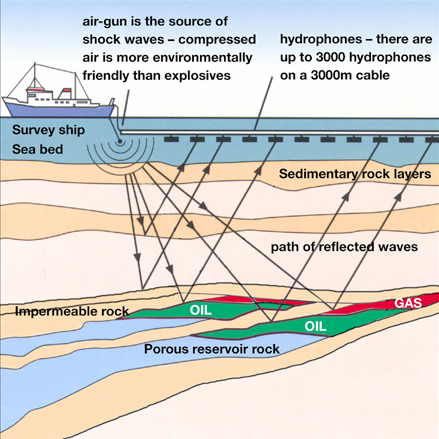 air-gun is the source of
shock waves – compressed
air is more environmentally
friendly than explosives
hydrophones – there are
up to 3000 hydrophones
on a 3000m cable
Survey ship
Sea bed
Sedimentary rock layers
path of reflected waves
Impermeable rock
OIL
GAS
OIL
Porous reservoir rock